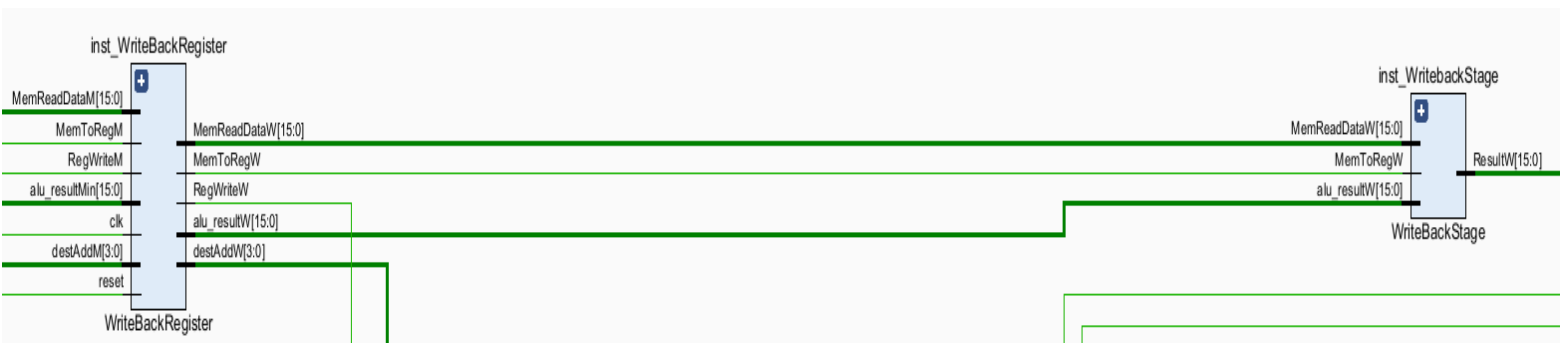 inst_WriteBackRegister
MemReadDataM[15:0]
MemToRegM
RegWriteM
alu_resultMin[15:0]
clk
destAddM[3:0]
reset
MemReadDataW[15:0]
MemToRegW
RegWriteW
alu_resultW[15:0]
destAddW[3:0]
WriteBackRegister
inst_WritebackStage
MemReadDataW[15:0]
MemToRegW
alu_resultW[15:0]
ResultW[15:0]
WriteBackStage